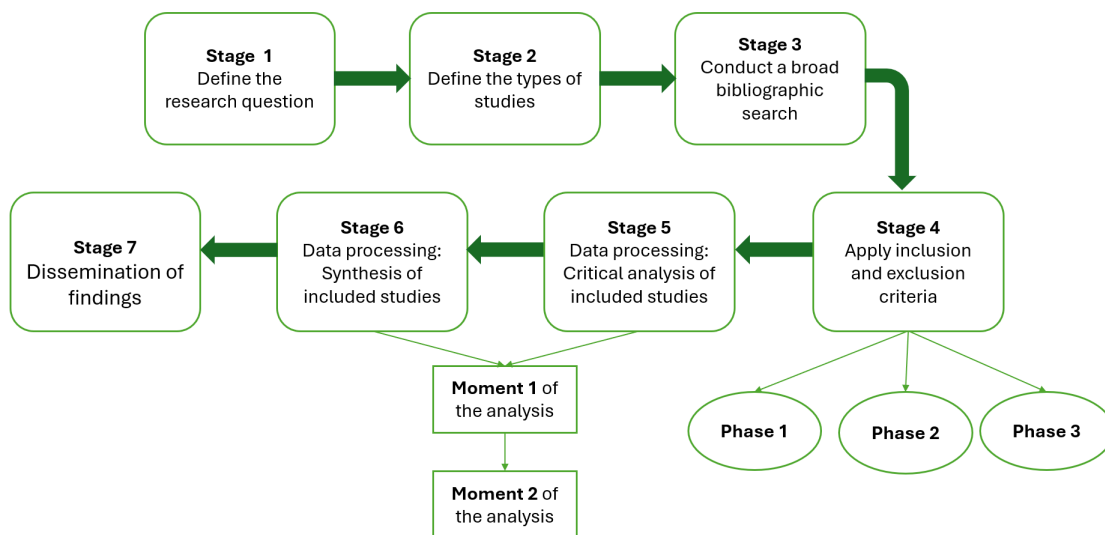 Stage 1
Define the
research question
Stage 2
Define the types of
studies
Stage 3
Conduct a broad
bibliographic
search
Stage 4
Apply inclusion
and exclusion
criteria
Stage 5
Data processing:
Critical analysis of
included studies
Stage 6
Data processing:
Synthesis of
included studies
Stage 7
Dissemination of
findings
Moment 1 of
the analysis
Moment 2 of
the analysis
Phase 1
Phase 2
Phase 3